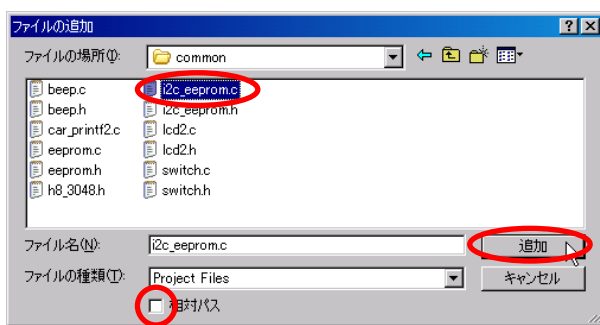 ファイルの追加
ファイルの場所(I):
common
beep.c
beep.h
car_printf2.c
eeprom.c
eeprom.h
h8_3048.h
i2c_eeprom.c
i2c_eeprom.h
lcd2.c
lcd2.h
switch.c
switch.h
ファイル名(N):
i2c_eeprom.c
追加
ファイルの種類(T):
Project Files
キャンセル
相対パス